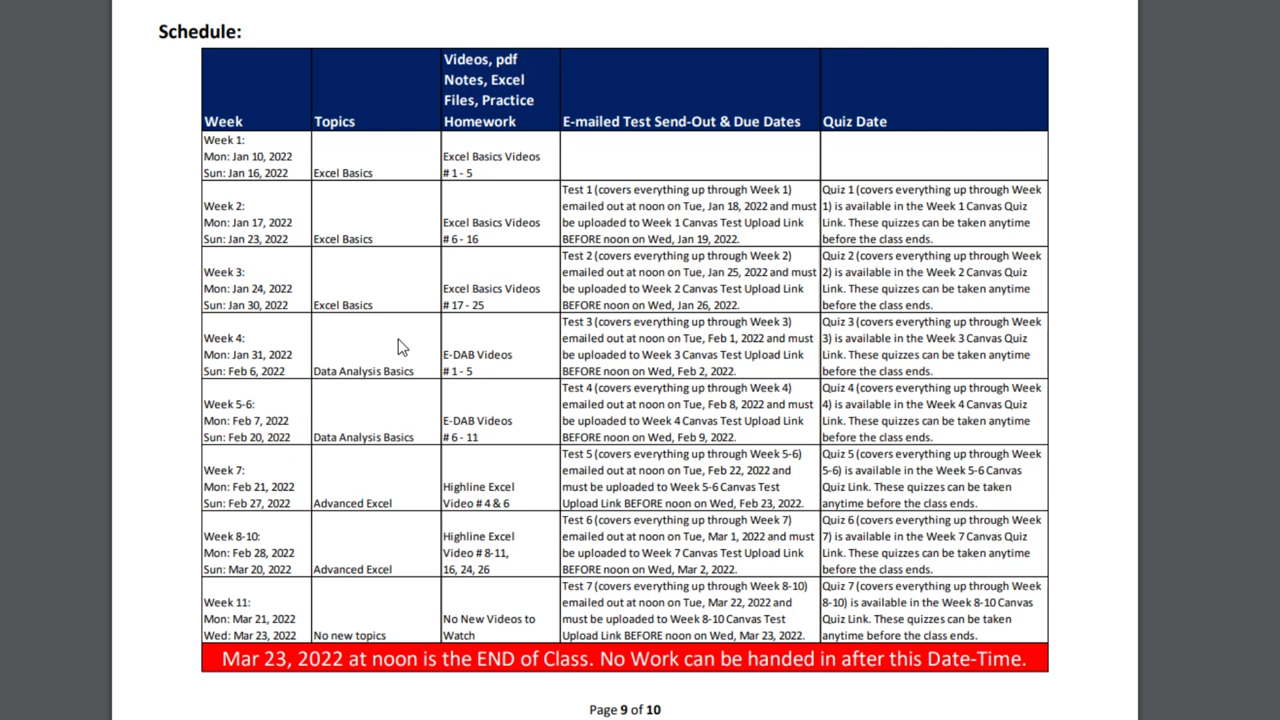 Schedule:
Videos, pdf
Notes, Excel
Files, Practice
Week Topics Homework E-mailed Test Send-Out & Due Dates Quiz Date
Week 1:
Mon: Jan 10, 2022
Sun: Jan 16, 2022
Excel Basics
Excel Basics Videos
# 1 - 5
Week 2:
Mon: Jan 17, 2022
Sun: Jan 23, 2022
Excel Basics
Excel Basics Videos
# 6 - 16
Test 1 (covers everything up through Week 1)
emailed out at noon on Tue, Jan 18, 2022 and must
be uploaded to Week 1 Canvas Test Upload Link
BEFORE noon on Wed, Jan 19, 2022.
Quiz 1 (covers everything up through Week
1) is available in the Week 1 Canvas Quiz
Link. These quizzes can be taken anytime
before the class ends.
Week 3:
Mon: Jan 24, 2022
Sun: Jan 30, 2022
Excel Basics
Excel Basics Videos
# 17 - 25
Test 2 (covers everything up through Week 2)
emailed out at noon on Tue, Jan 25, 2022 and must
be uploaded to Week 2 Canvas Test Upload Link
BEFORE noon on Wed, Jan 26, 2022.
Quiz 2 (covers everything up through Week
2) is available in the Week 2 Canvas Quiz
Link. These quizzes can be taken anytime
before the class ends.
Week 4:
Mon: Jan 31, 2022
Sun: Feb 6, 2022
Data Analysis Basics
E-DAB Videos
# 1 - 5
Test 3 (covers everything up through Week 3)
emailed out at noon on Tue, Feb 1, 2022 and must
be uploaded to Week 3 Canvas Test Upload Link
BEFORE noon on Wed, Feb 2, 2022.
Quiz 3 (covers everything up through Week
3) is available in the Week 3 Canvas Quiz
Link. These quizzes can be taken anytime
before the class ends.
Week 5-6:
Mon: Feb 7, 2022
Sun: Feb 20, 2022
Data Analysis Basics
E-DAB Videos
# 6 - 11
Test 4 (covers everything up through Week 4)
emailed out at noon on Tue, Feb 8, 2022 and must
be uploaded to Week 4 Canvas Test Upload Link
BEFORE noon on Wed, Feb 9, 2022.
Quiz 4 (covers everything up through Week
4) is available in the Week 4 Canvas Quiz
Link. These quizzes can be taken anytime
before the class ends.
Week 7:
Mon: Feb 21, 2022
Sun: Feb 27, 2022
Advanced Excel
Highline Excel
Video # 4 & 6
Test 5 (covers everything up through Week 5-6)
emailed out at noon on Tue, Feb 22, 2022 and
must be uploaded to Week 5-6 Canvas Test
Upload Link BEFORE noon on Wed, Feb 23, 2022.
Quiz 5 (covers everything up through Week
5-6) is available in the Week 5-6 Canvas
Quiz Link. These quizzes can be taken
anytime before the class ends.
Week 8-10:
Mon: Feb 28, 2022
Sun: Mar 20, 2022
Advanced Excel
Highline Excel
Video # 8-11,
16, 24, 26
Test 6 (covers everything up through Week 7)
emailed out at noon on Tue, Mar 1, 2022 and must
be uploaded to Week 7 Canvas Test Upload Link
BEFORE noon on Wed, Mar 2, 2022.
Quiz 6 (covers everything up through Week
7) is available in the Week 7 Canvas Quiz
Link. These quizzes can be taken anytime
before the class ends.
Week 11:
Mon: Mar 21, 2022
Wed: Mar 23, 2022
No new topics
No New Videos to
Watch
Test 7 (covers everything up through Week 8-10)
emailed out at noon on Tue, Mar 22, 2022 and
must be uploaded to Week 8-10 Canvas Test
Upload Link BEFORE noon on Wed, Mar 23, 2022.
Quiz 7 (covers everything up through Week
8-10) is available in the Week 8-10 Canvas
Quiz Link. These quizzes can be taken
anytime before the class ends.
Mar 23, 2022 at noon is the END of Class. No Work can be handed in after this Date-Time.
Page 9 of 10